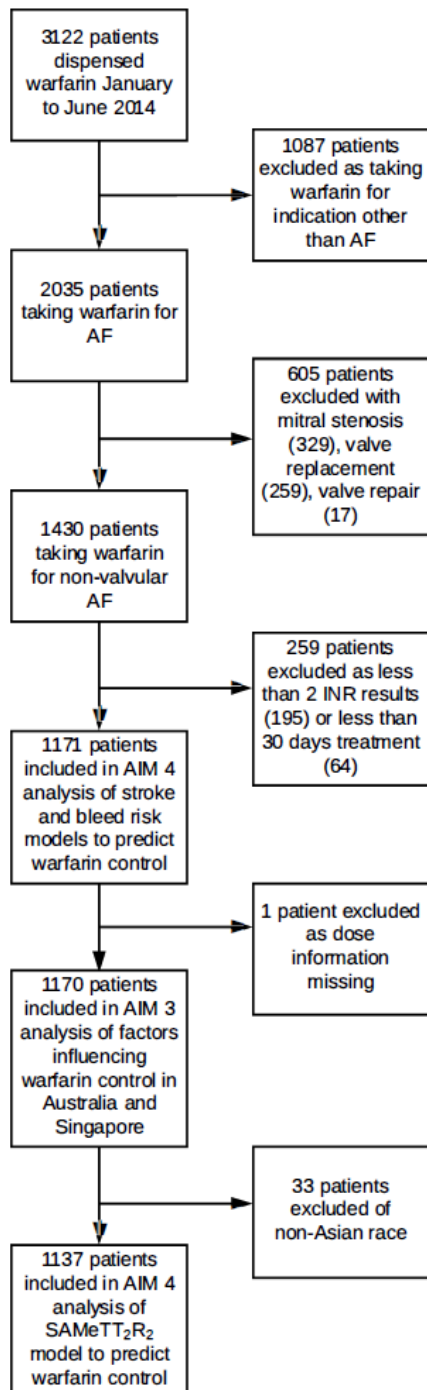 3122 patients
dispensed
warfarin January
to June 2014
1087 patients
excluded as taking
warfarin for
indication other
than AF
2035 patients
taking warfarin for
AF
605 patients
excluded with
mitral stenosis
(329), valve
replacement
(259), valve repair
(17)
1430 patients
taking warfarin
for non-valvular
AF
259 patients
excluded as less
than 2 INR results
(195) or less than
30 days treatment
(64)
1171 patients
included in AIM 4
analysis of stroke
and bleed risk
models to predict
warfarin control
1 patient excluded
as dose
information
missing
1170 patients
included in AIM 3
analysis of factors
influencing
warfarin control in
Australia and
Singapore
33 patients
excluded of
non-Asian race
1137 patients
included in AIM 4
analysis of
SAMeTT₂R₂
model to predict
warfarin control